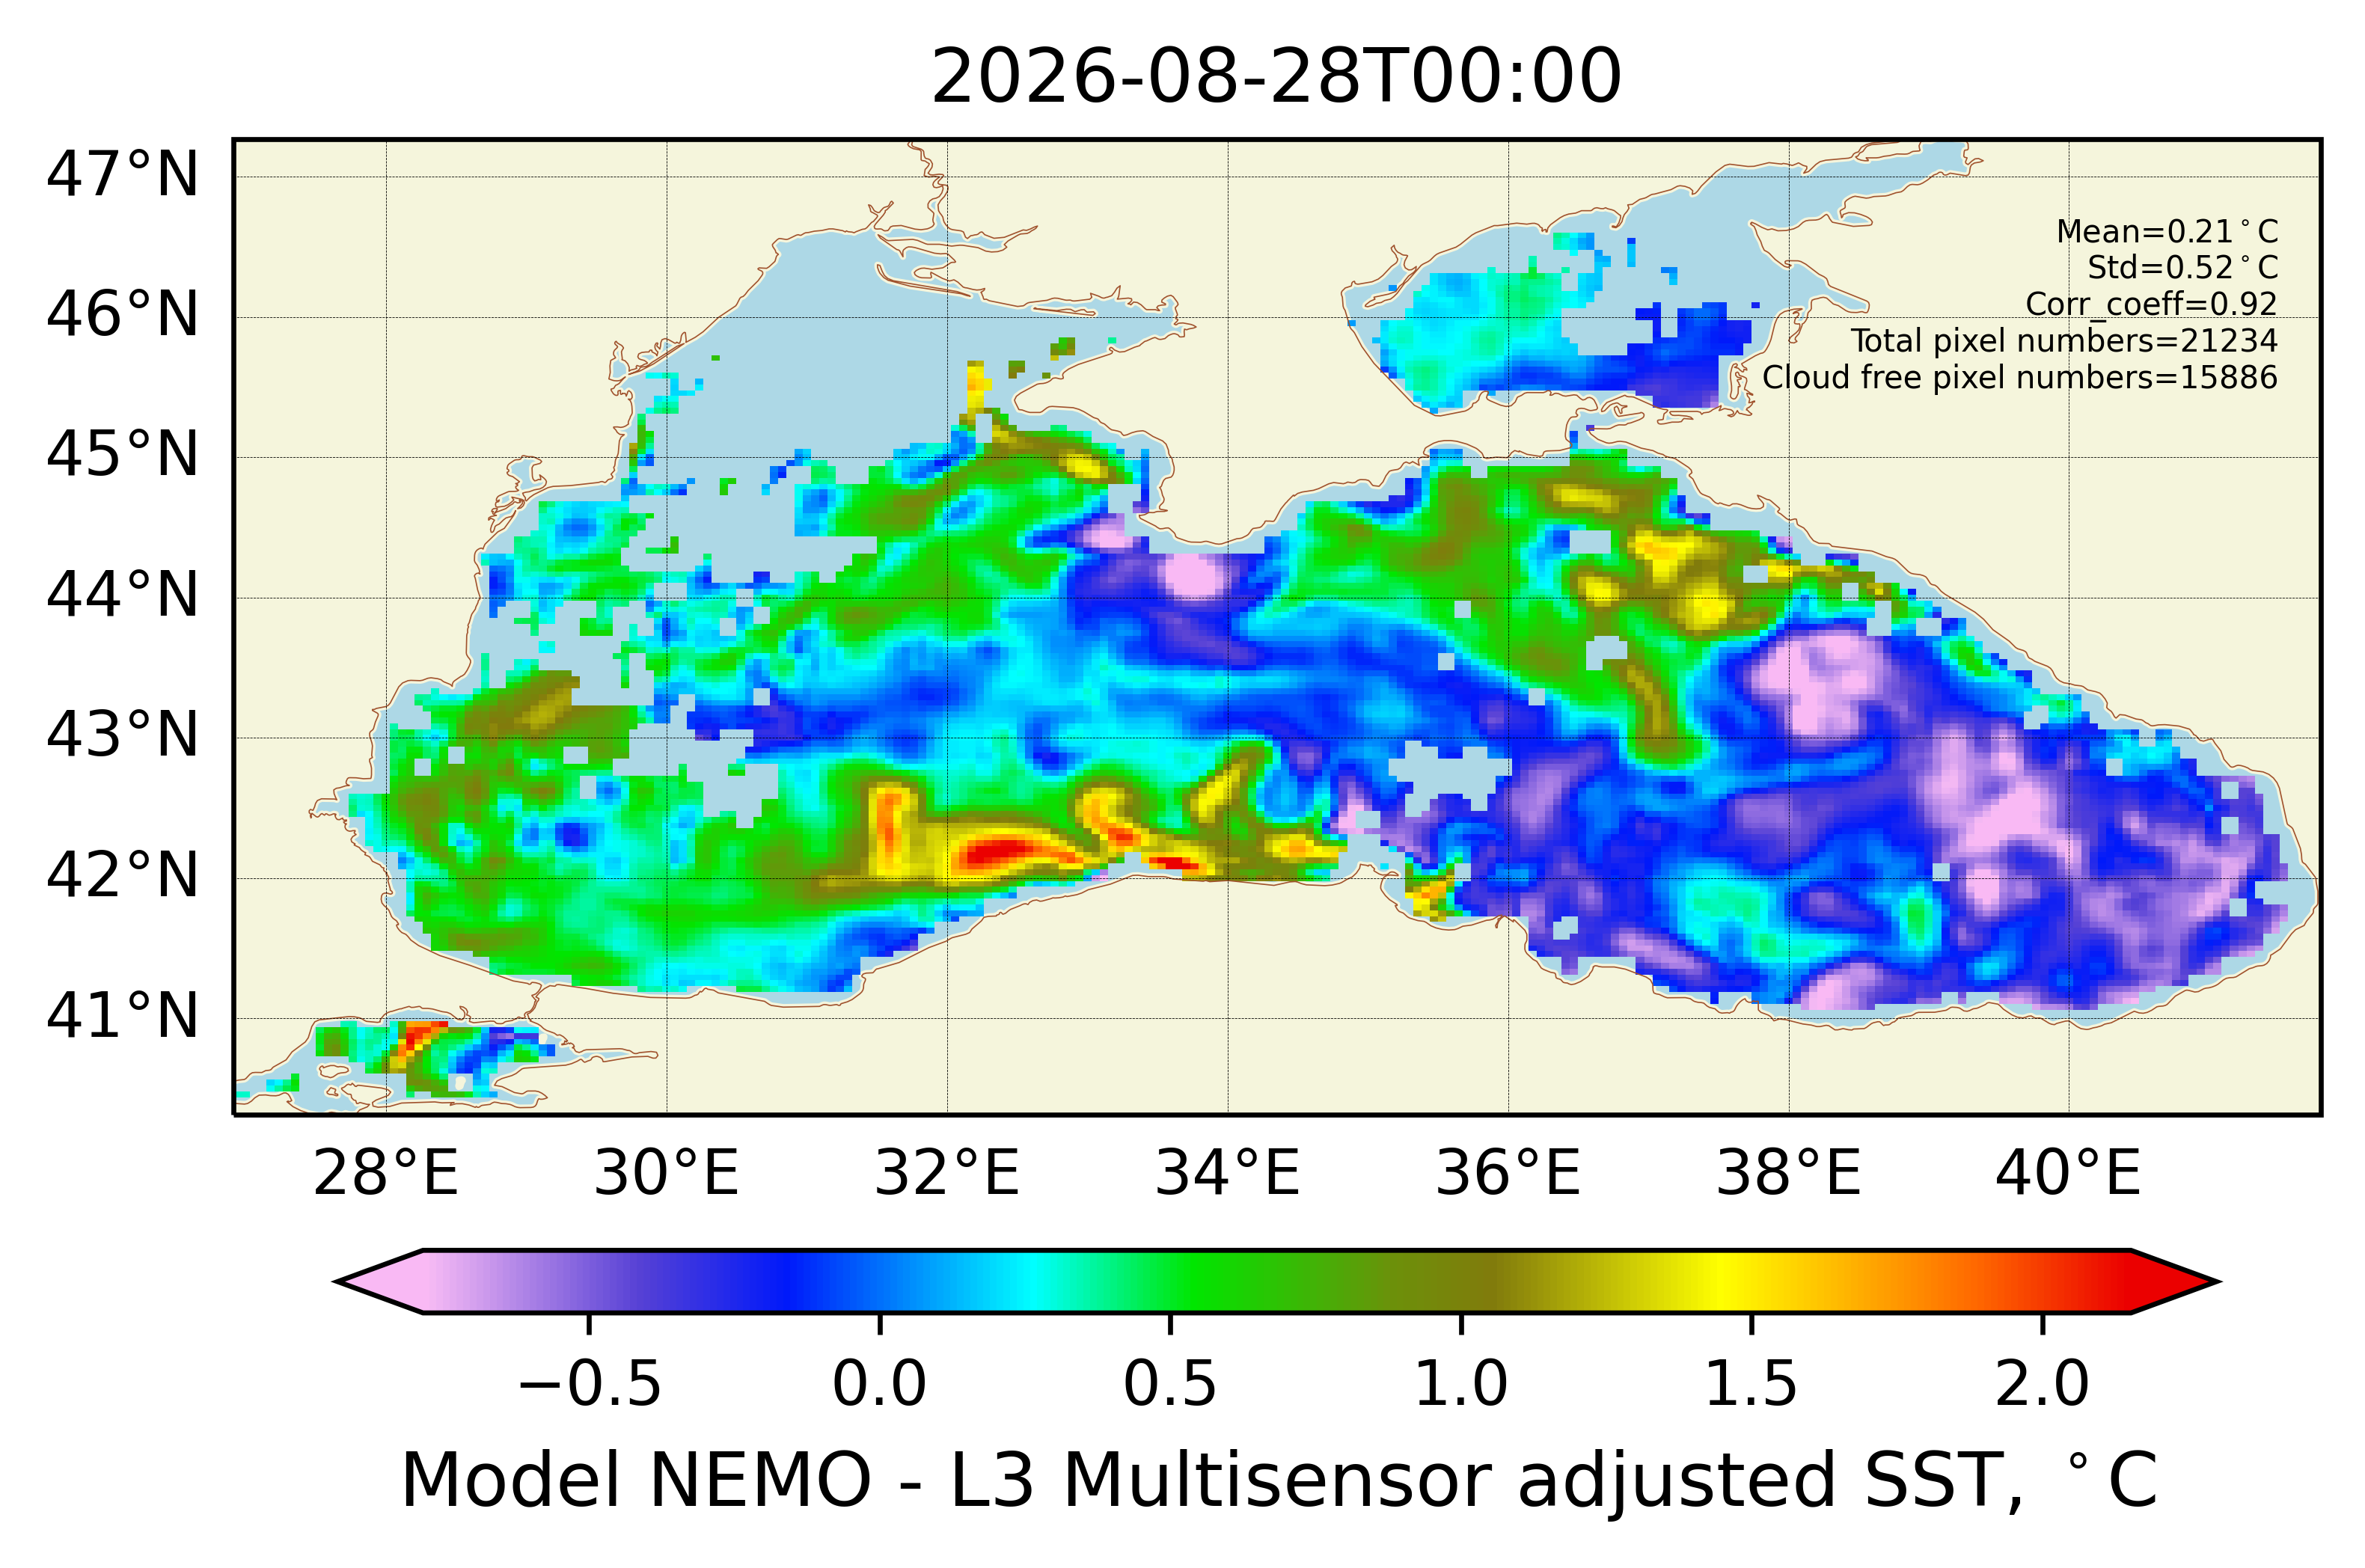 2026-08-28T00:00
47°N
46°N
45°N
44°N
43°N
42°N
41°N
Mean=0.21°C
Std=0.52°C
Corr_coeff=0.92
Total pixel numbers=21234
Cloud free pixel numbers=15886
28°E 30°E 32°E 34°E 36°E 38°E 40°E
−0.5 0.0 0.5 1.0 1.5 2.0
Model NEMO - L3 Multisensor adjusted SST, °C